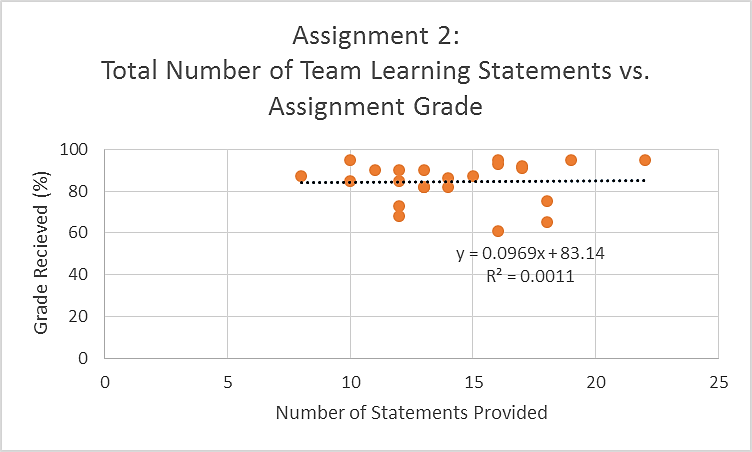 Assignment 2:
Total Number of Team Learning Statements vs.
Assignment Grade
Grade Recieved (%)
100
80
60
40
20
0
y = 0.0969x + 83.14
R² = 0.0011
0 5 10 15 20 25
Number of Statements Provided